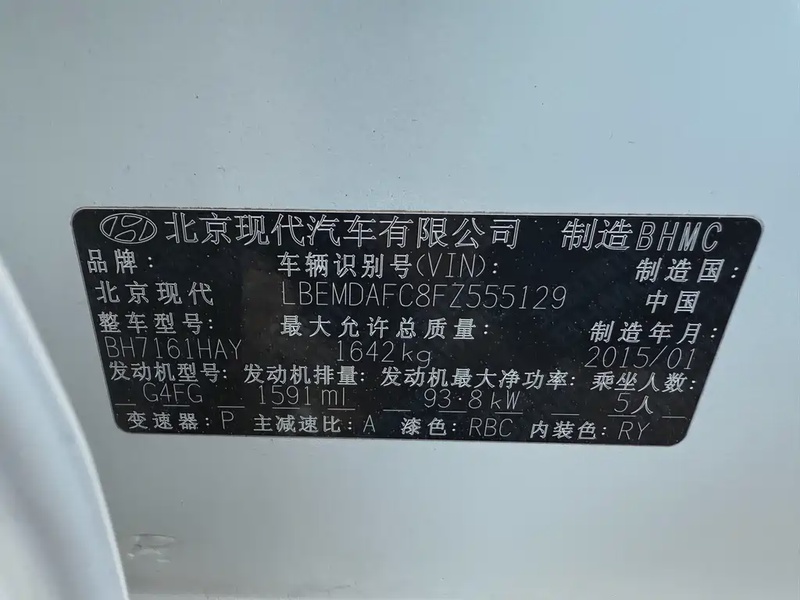 北京现代汽车有限公司 制造BHMC
品牌: 车辆识别号(VIN): 制造国:
北京现代 LBEMDAFC8FZ555129 中国
整车型号: 最大允许总质量: 制造年月:
BH7161HAY 1642kg 2015/01
发动机型号: 发动机排量: 发动机最大净功率: 乘坐人数:
G4FG 1591ml 93.8kW 5人
变速器: P 主减速比: A 漆色: RBC 内装色: RY